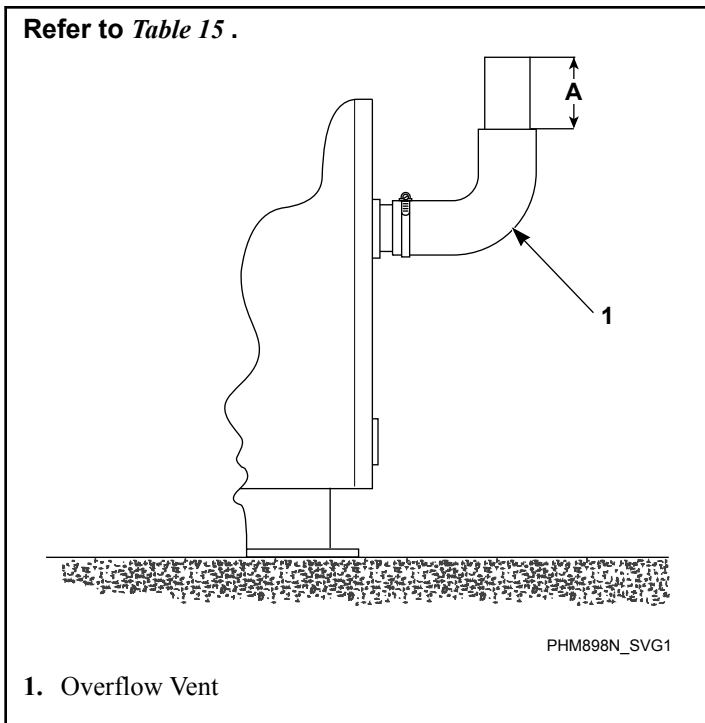 Refer to Table 15 .
A
1
PHM898N_SVG1
1. Overflow Vent